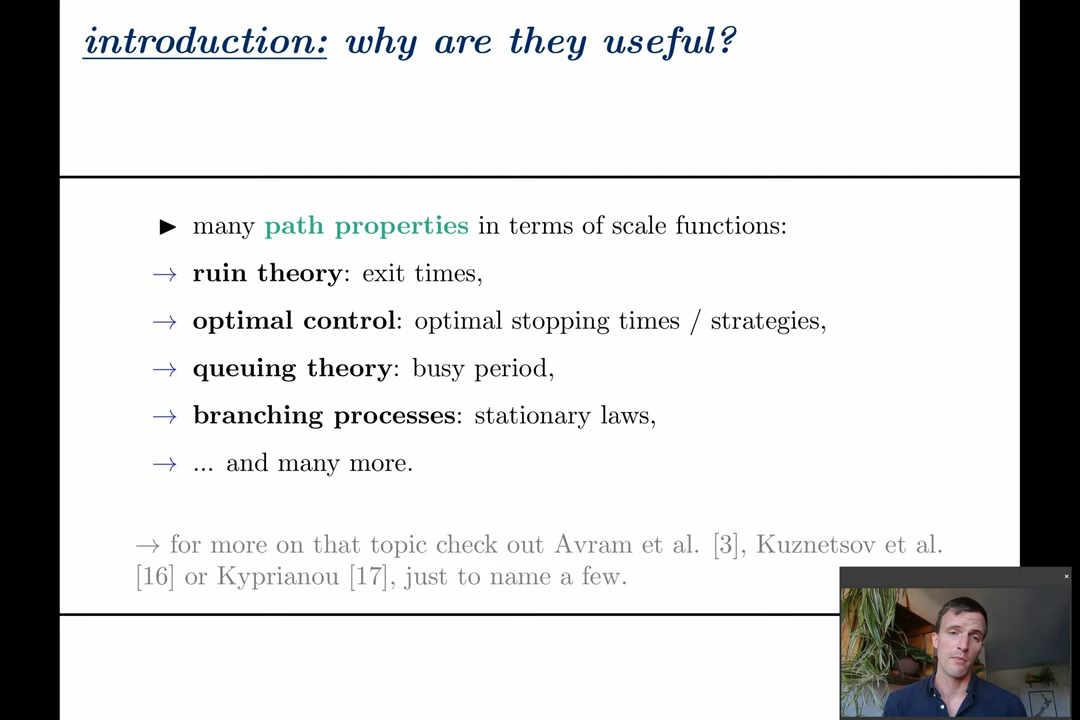 introduction: why are they useful?
▶ many path properties in terms of scale functions:
→ ruin theory: exit times,
→ optimal control: optimal stopping times / strategies,
→ queuing theory: busy period,
→ branching processes: stationary laws,
→ ... and many more.
→ for more on that topic check out Avram et al. [3], Kuznetsov et al.
[16] or Kyprianou [17], just to name a few.